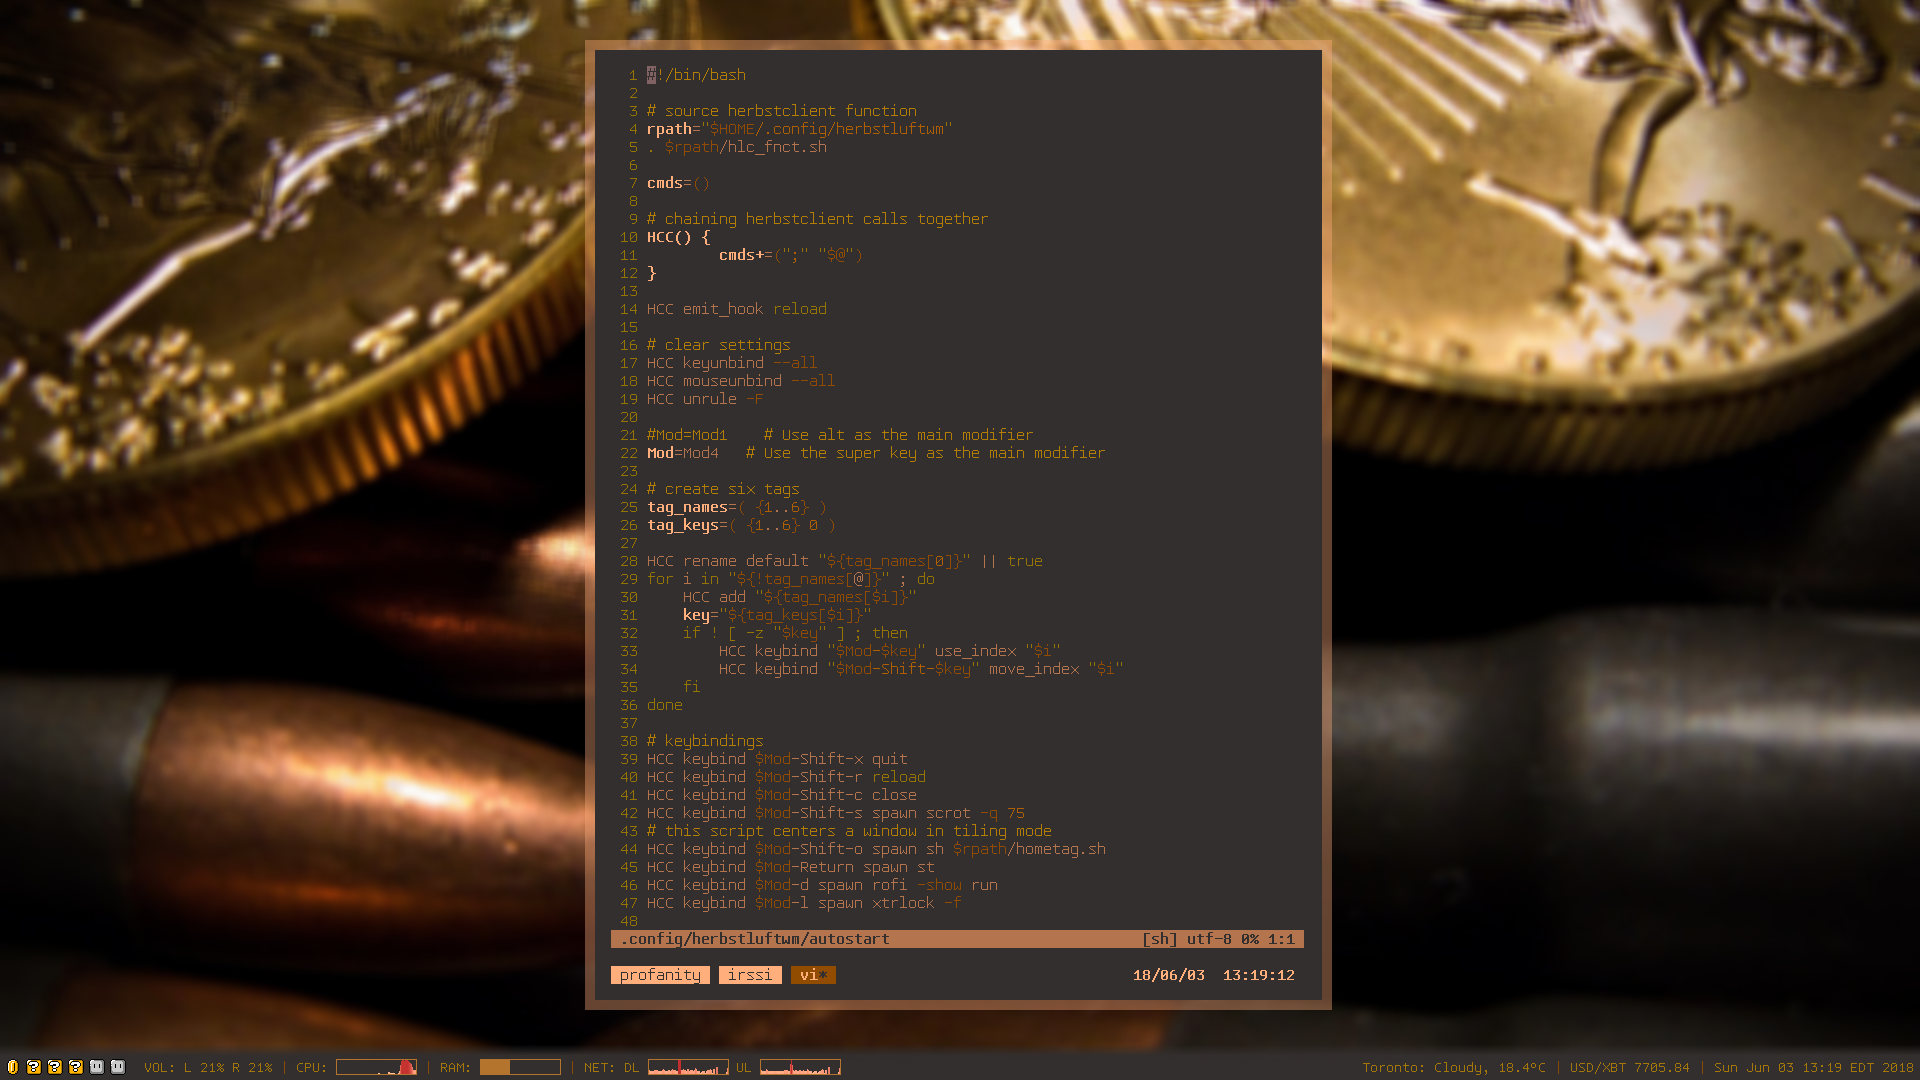 1 #!/bin/bash
2
3 # source herbstclient function
4 rpath="$HOME/.config/herbstluftwm"
5 . $rpath/hlc_fnct.sh
6
7 cmds=()
8
9 # chaining herbstclient calls together
10 HCC() {
11         cmds+=(";" "$@")
12 }
13
14 HCC emit_hook reload
15
16 # clear settings
17 HCC keyunbind --all
18 HCC mouseunbind --all
19 HCC unrule -F
20
21 #Mod=Mod1    # Use alt as the main modifier
22 Mod=Mod4   # Use the super key as the main modifier
23
24 # create six tags
25 tag_names=( {1..6} )
26 tag_keys=( {1..6} 0 )
27
28 HCC rename default "${tag_names[0]}" || true
29 for i in "${!tag_names[@]}" ; do
30     HCC add "${tag_names[$i]}"
31     key="${tag_keys[$i]}"
32     if ! [ -z "$key" ] ; then
33         HCC keybind "$Mod-$key" use_index "$i"
34         HCC keybind "$Mod-Shift-$key" move_index "$i"
35     fi
36 done
37
38 # keybindings
39 HCC keybind $Mod-Shift-x quit
40 HCC keybind $Mod-Shift-r reload
41 HCC keybind $Mod-Shift-c close
42 HCC keybind $Mod-Shift-s spawn scrot -q 75
43 # this script centers a window in tiling mode
44 HCC keybind $Mod-Shift-o spawn sh $rpath/hometag.sh
45 HCC keybind $Mod-Return spawn st
46 HCC keybind $Mod-d spawn rofi -show run
47 HCC keybind $Mod-l spawn xtrlock -f
48
.config/herbstluftwm/autostart [sh] utf-8 0% 1:1
profanity irssi vi* 18/06/03 13:19:12
VOL: L 21% R 21% | CPU: | RAM: | NET: DL UL Toronto: Cloudy, 18.4°C | USD/XBT 7705.84 | Sun Jun 03 13:19 EDT 2018